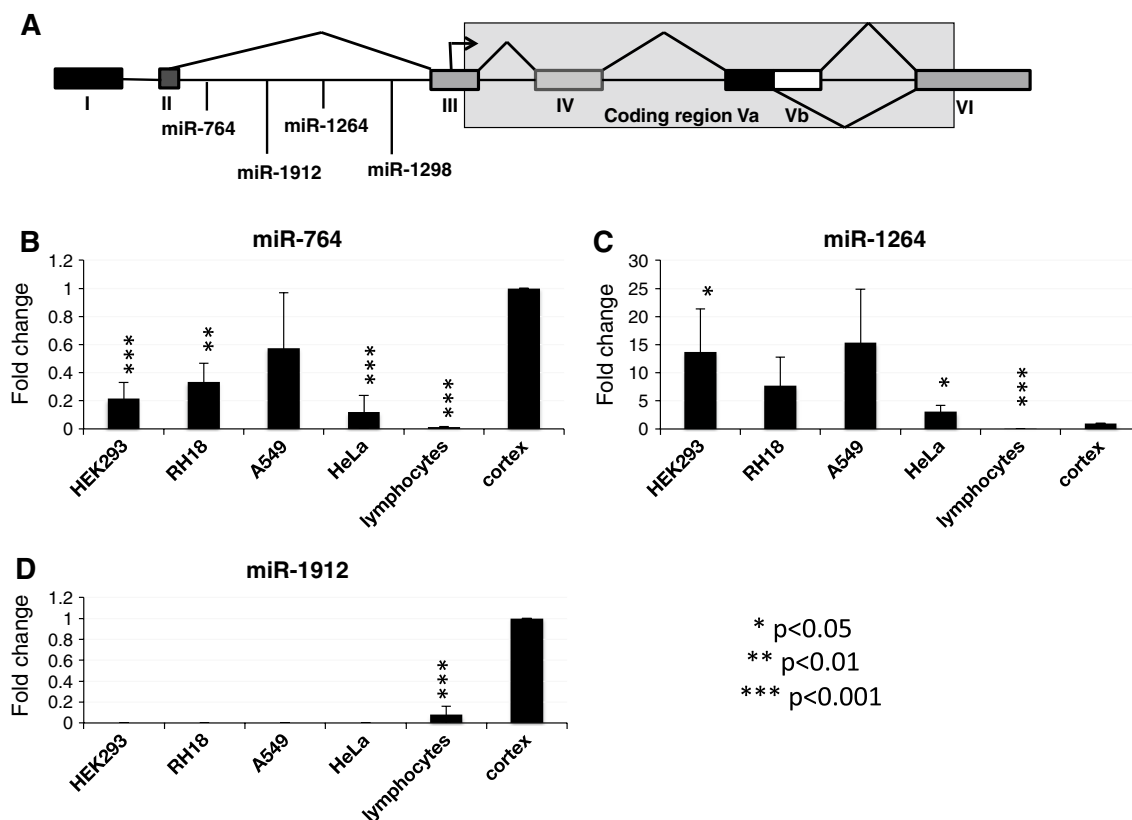 A
I
II
III
IV
Coding region Va
Vb
VI
miR-764
miR-1264
miR-1912
miR-1298
B
miR-764
Fold change
1.2
1
0.8
0.6
0.4
0.2
0
***
**
***
***
HEK293
RH18
A549
HeLa
lymphocytes
cortex
C
miR-1264
Fold change
30
25
20
15
10
5
0
*
*
***
HEK293
RH18
A549
HeLa
lymphocytes
cortex
D
miR-1912
Fold change
1.2
1
0.8
0.6
0.4
0.2
0
***
HEK293
RH18
A549
HeLa
lymphocytes
cortex
* p<0.05
** p<0.01
*** p<0.001